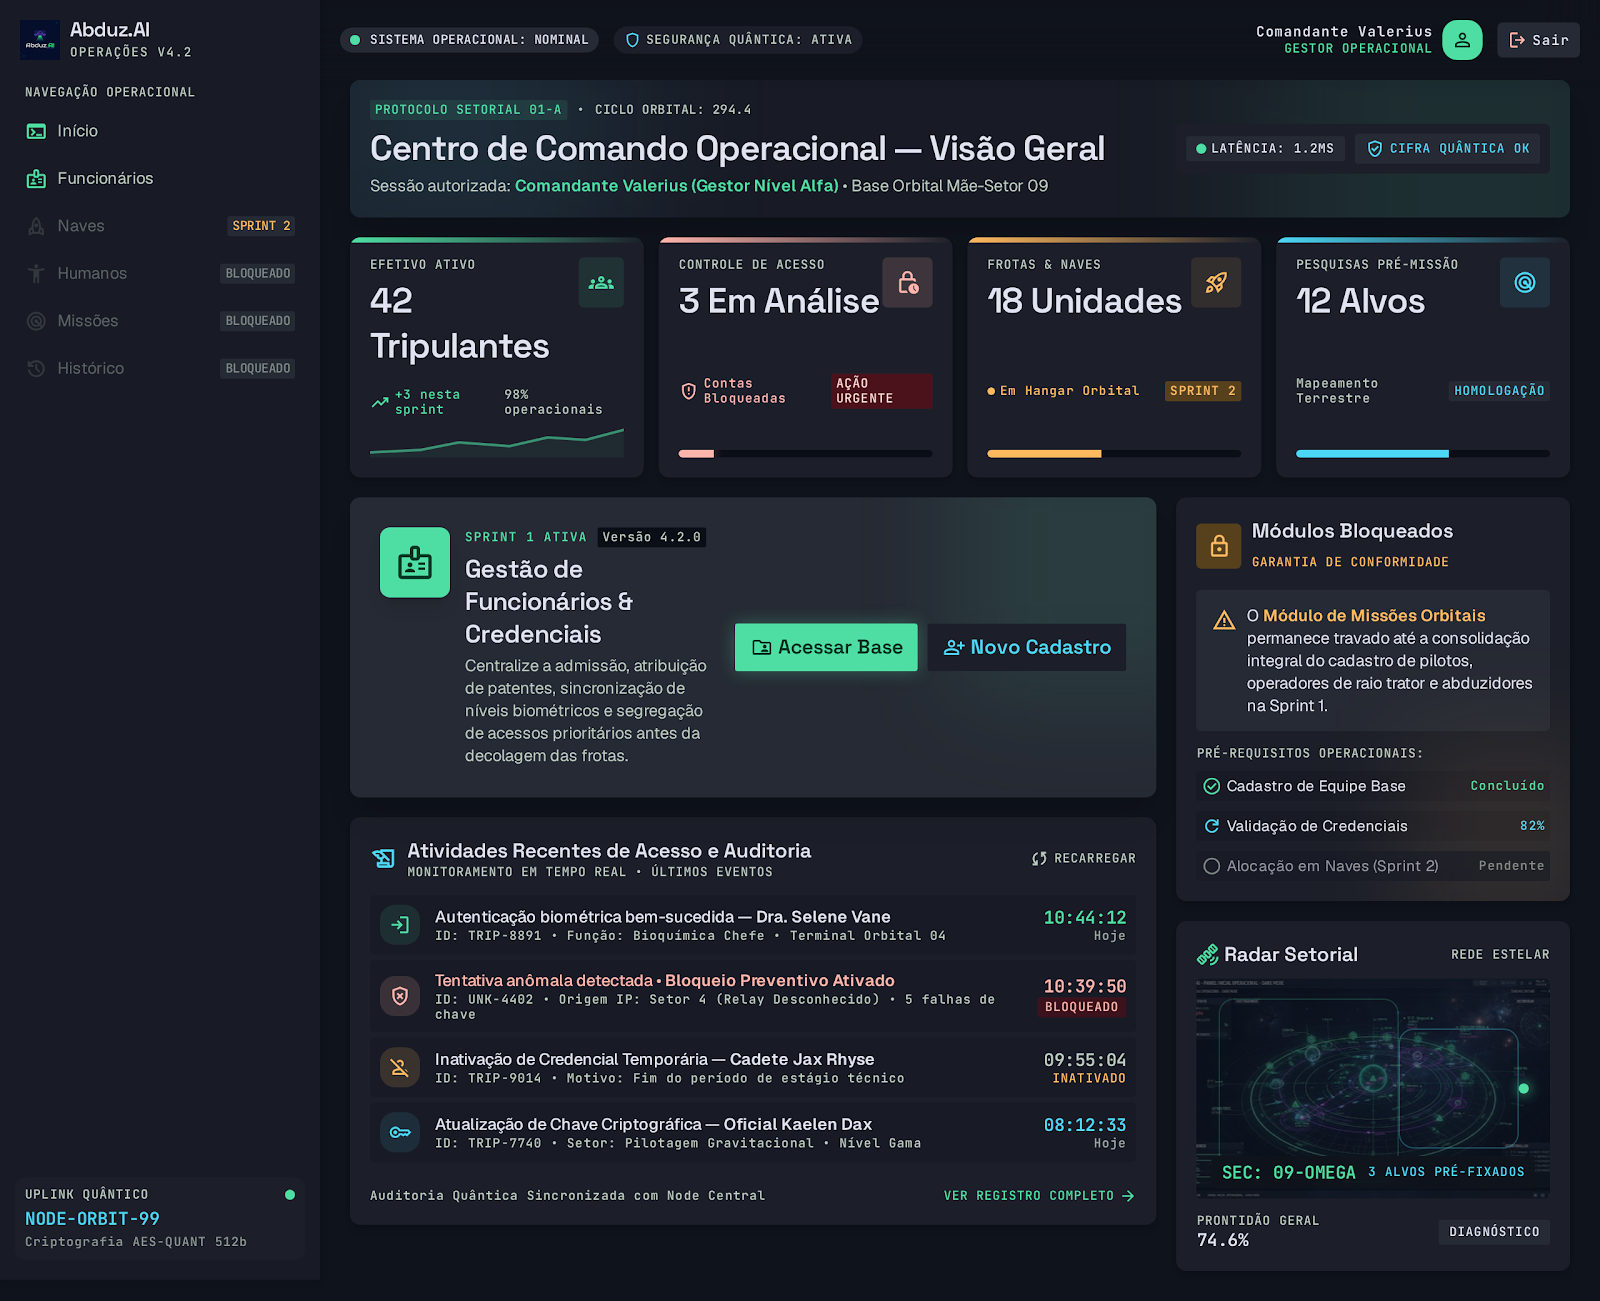 Abduz.AI
OPERAÇÕES V4.2
NAVEGAÇÃO OPERACIONAL
Início
Funcionários
Naves
SPRINT 2
Humanos
BLOQUEADO
Missões
BLOQUEADO
Histórico
BLOQUEADO
UPLINK QUÂNTICO
NODE-ORBIT-99
Criptografia AES-QUANT 512b
SISTEMA OPERACIONAL: NOMINAL
SEGURANÇA QUÂNTICA: ATIVA
Comandante Valerius
GESTOR OPERACIONAL
Sair
PROTOCOLO SETORIAL 01-A • CICLO ORBITAL: 294.4
Centro de Comando Operacional — Visão Geral
Sessão autorizada: Comandante Valerius (Gestor Nível Alfa) • Base Orbital Mãe-Setor 09
LATÊNCIA: 1.2MS
CIFRA QUÂNTICA OK
EFETIVO ATIVO
42
Tripulantes
+3 nesta
sprint
98%
operacionais
CONTROLE DE ACESSO
3 Em Análise
Contas
Bloqueadas
AÇÃO
URGENTE
FROTAS & NAVES
18 Unidades
Em Hangar Orbital
SPRINT 2
PESQUISAS PRÉ-MISSÃO
12 Alvos
Mapeamento
Terrestre
HOMOLOGAÇÃO
SPRINT 1 ATIVA
Versão 4.2.0
Gestão de
Funcionários &
Credenciais
Centralize a admissão, atribuição
de patentes, sincronização de
níveis biométricos e segregação
de acessos prioritários antes da
decolagem das frotas.
Acessar Base
Novo Cadastro
Atividades Recentes de Acesso e Auditoria
MONITORAMENTO EM TEMPO REAL • ÚLTIMOS EVENTOS
RECARREGAR
Autenticação biométrica bem-sucedida — Dra. Selene Vane
ID: TRIP-8891 • Função: Bioquímica Chefe • Terminal Orbital 04
10:44:12
Hoje
Tentativa anômala detectada • Bloqueio Preventivo Ativado
ID: UNK-4402 • Origem IP: Setor 4 (Relay Desconhecido) • 5 falhas de
chave
10:39:50
BLOQUEADO
Inativação de Credencial Temporária — Cadete Jax Rhyse
ID: TRIP-9014 • Motivo: Fim do período de estágio técnico
09:55:04
INATIVADO
Atualização de Chave Criptográfica — Oficial Kaelen Dax
ID: TRIP-7740 • Setor: Pilotagem Gravitacional • Nível Gama
08:12:33
Hoje
Auditoria Quântica Sincronizada com Node Central
VER REGISTRO COMPLETO →
Módulos Bloqueados
GARANTIA DE CONFORMIDADE
O Módulo de Missões Orbitais
permanece travado até a consolidação
integral do cadastro de pilotos,
operadores de raio trator e abduzidores
na Sprint 1.
PRÉ-REQUISITOS OPERACIONAIS:
Cadastro de Equipe Base
Concluído
Validação de Credenciais
82%
Alocação em Naves (Sprint 2)
Pendente
Radar Setorial
REDE ESTELAR
SEC: 09-OMEGA
3 ALVOS PRÉ-FIXADOS
PRONTIDÃO GERAL
74.6%
DIAGNÓSTICO